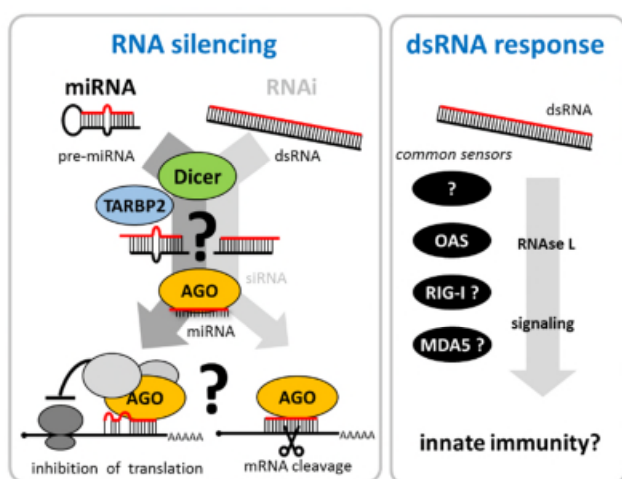 RNA silencing
miRNA
RNAi
pre-miRNA
dsRNA
Dicer
TARBP2
?
siRNA
AGO
miRNA
?
AGO
AGO
AAAAA
AAAAA
inhibition of translation
mRNA cleavage
dsRNA response
dsRNA
common sensors
?
OAS
RNAse L
RIG-I ?
signaling
MDA5 ?
innate immunity?